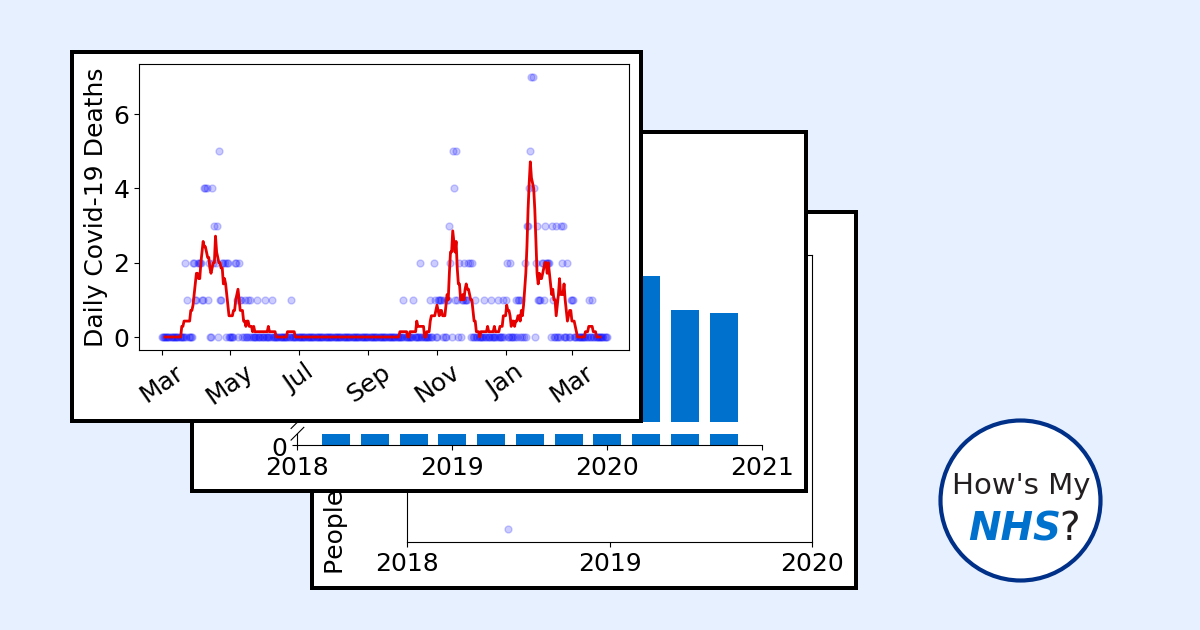 Daily Covid-19 Deaths
6
4
2
0
Mar May Jul Sep Nov Jan Mar
0
2018 2019 2020 2021
People
2018 2019 2020
How's My
NHS?